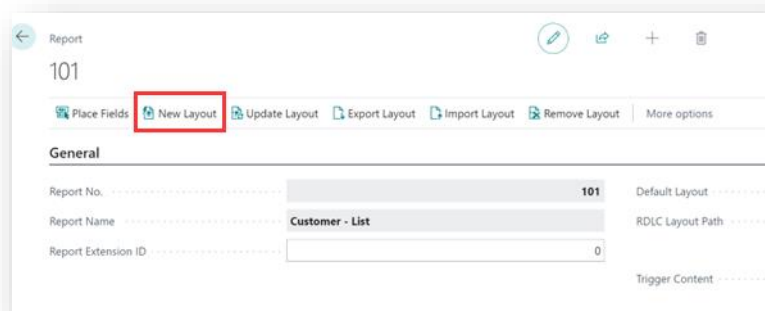 Report
101
Place Fields New Layout Update Layout Export Layout Import Layout Remove Layout More options
General
Report No. 101 Default Layout
Report Name Customer - List RDLC Layout Path
Report Extension ID 0
Trigger Content